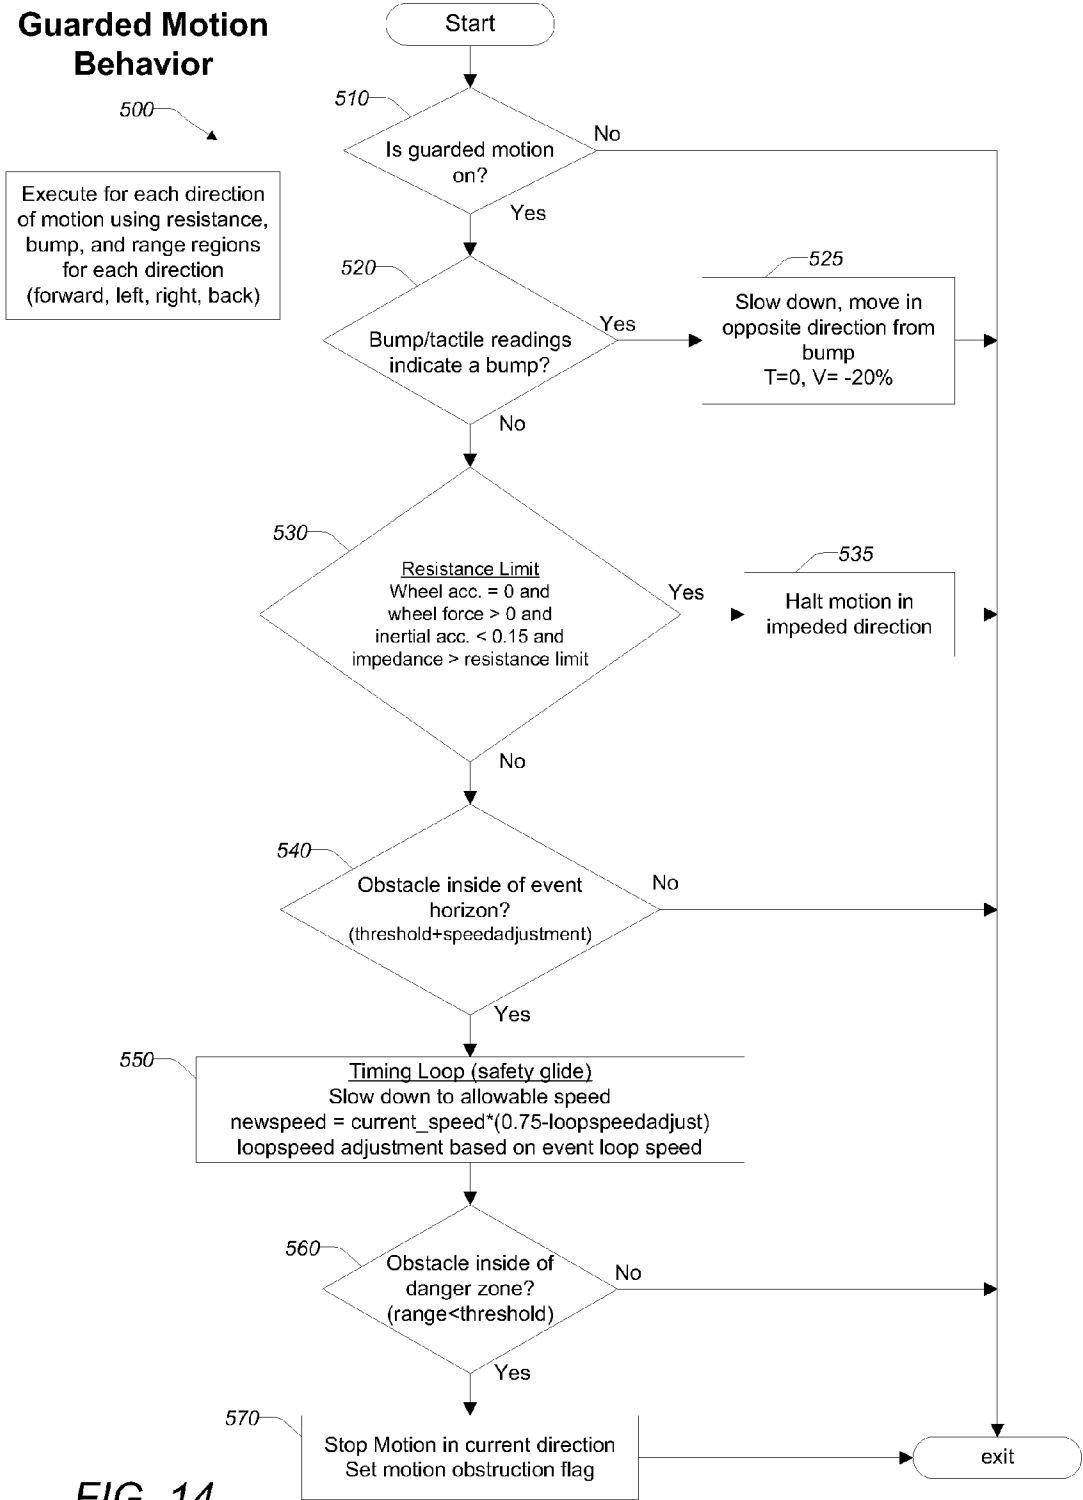 Guarded Motion
Behavior
500
Execute for each direction
of motion using resistance,
bump, and range regions
for each direction
(forward, left, right, back)
Start
510
Is guarded motion
on?
No
Yes
520
Bump/tactile readings
indicate a bump?
Yes
525
Slow down, move in
opposite direction from
bump
T=0, V= -20%
No
530
Resistance Limit
Wheel acc. = 0 and
wheel force > 0 and
inertial acc. < 0.15 and
impedance > resistance limit
Yes
535
Halt motion in
impeded direction
No
540
Obstacle inside of event
horizon?
(threshold+speedadjustment)
No
Yes
550
Timing Loop (safety glide)
Slow down to allowable speed
newspeed = current_speed*(0.75-loopspeedadjust)
loopspeed adjustment based on event loop speed
560
Obstacle inside of
danger zone?
(range<threshold)
No
Yes
570
Stop Motion in current direction
Set motion obstruction flag
exit
FIG. 14